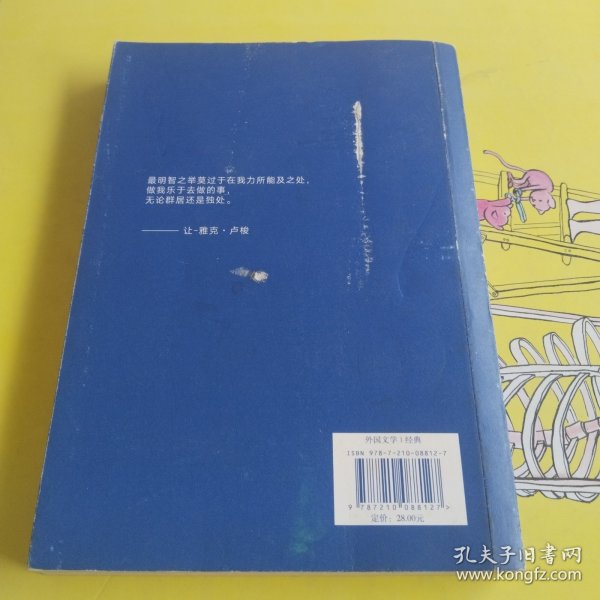 最明智之举莫过于在我力所能及之处，
做我乐于去做的事，
无论群居还是独处。
——— 让-雅克·卢梭
外国文学 | 经典
ISBN 978-7-210-08812-7
9 787210 088127>
定价：28.00元
孔夫子旧书网
www.kongfz.com